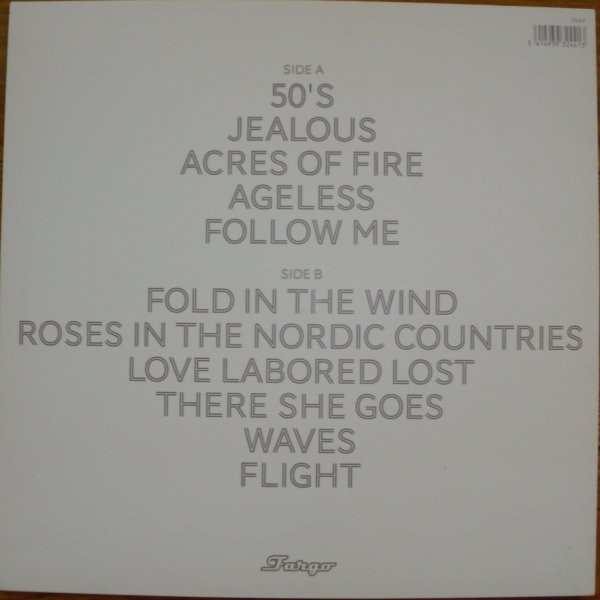 SIDE A
50'S
JEALOUS
ACRES OF FIRE
AGELESS
FOLLOW ME
SIDE B
FOLD IN THE WIND
ROSES IN THE NORDIC COUNTRIES
LOVE LABORED LOST
THERE SHE GOES
WAVES
FLIGHT
Fargo